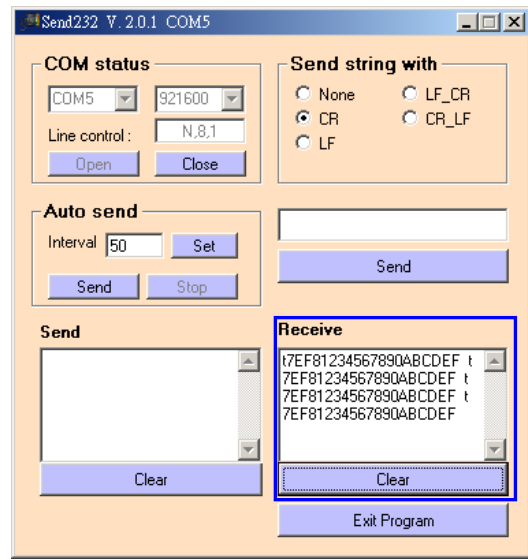 Send232 V. 2.0.1 COM5
COM status
COM5 921600
Line control : N,8,1
Open Close
Send string with
None LF_CR
CR CR_LF
LF
Auto send
Interval 50 Set
Send Stop
Send
Send
Clear
Receive
t7EF81234567890ABCDEF t
7EF81234567890ABCDEF t
7EF81234567890ABCDEF t
7EF81234567890ABCDEF
Clear
Exit Program